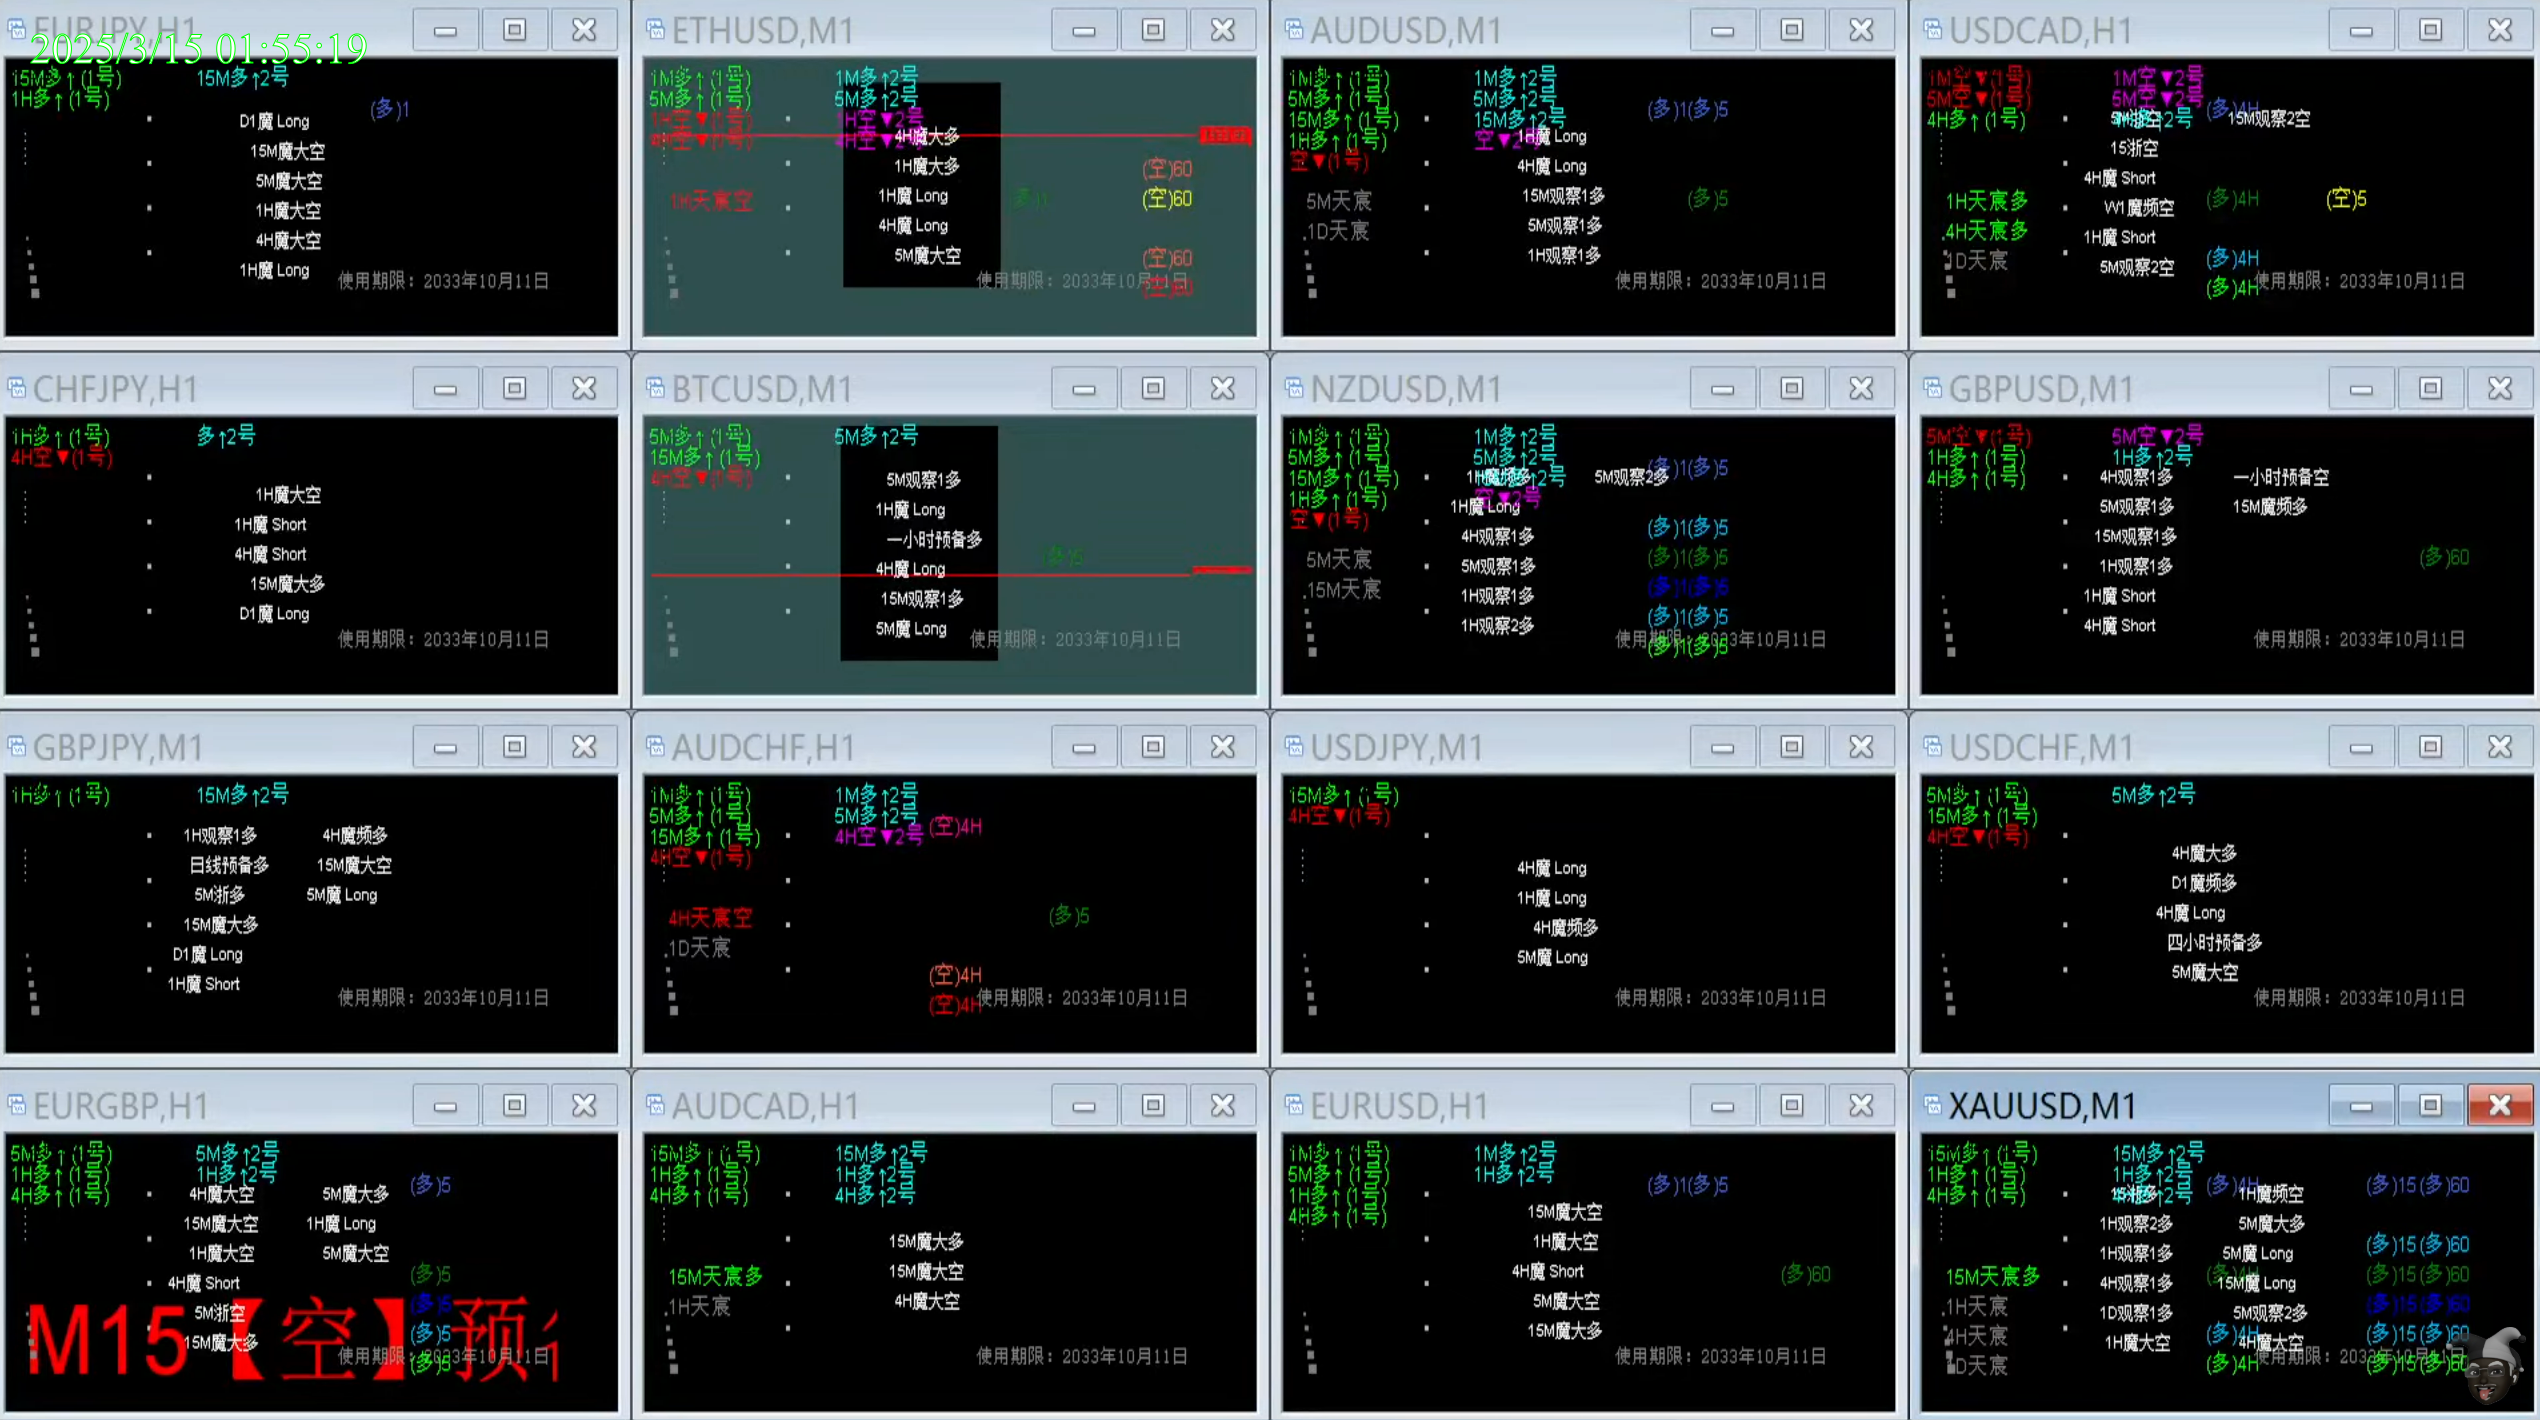 EURJPY,H1
2025/3/15 01:55:19
15M多↑(1号) 15M多↑2号
1H多↑(1号)
(多)1
D1魔 Long
15M魔大空
5M魔大空
1H魔大空
4H魔大空
1H魔 Long
使用期限：2033年10月11日
ETHUSD,M1
1M多↑(1号) 1M多↑2号
5M多↑(1号) 5M多↑2号
1H空▼(1号) 1H空▼2号
4H空▼(1号) 4H空▼2号
4H魔大多
1H魔大多 (空)60
1H天宸空 1H魔 Long (空)60
4H魔 Long
5M魔大空 (空)60
使用期限：2033年10月11日
AUDUSD,M1
1M多↑(1号) 1M多↑2号
5M多↑(1号) 5M多↑2号 (多)1(多)5
15M多↑(1号) 15M多↑2号
1H多↑(1号) 空▼2号 1H魔 Long
空▼(1号) 4H魔 Long
5M天宸 15M观察1多 (多)5
1D天宸 5M观察1多
1H观察1多
使用期限：2033年10月11日
USDCAD,H1
1M空▼(1号) 1M空▼2号
5M空▼(1号) 5M空▼2号 (多)4H
4H多↑(1号) 15M观察2空
15浙空
4H魔 Short
1H天宸多 W1魔频空 (多)4H (空)5
4H天宸多 1H魔 Short
1D天宸 5M观察2空 (多)4H
(多)4H
使用期限：2033年10月11日
CHFJPY,H1
1H多↑(1号) 多↑2号
4H空▼(1号)
1H魔大空
1H魔 Short
4H魔 Short
15M魔大多
D1魔 Long
使用期限：2033年10月11日
BTCUSD,M1
5M多↑(1号) 5M多↑2号
15M多↑(1号)
4H空▼(1号) 5M观察1多
1H魔 Long
一小时预备多
(多)5
4H魔 Long
15M观察1多
5M魔 Long
使用期限：2033年10月11日
NZDUSD,M1
1M多↑(1号) 1M多↑2号
5M多↑(1号) 5M多↑2号 (多)1(多)5
15M多↑(1号) 1H魔频多 5M观察2多
1H多↑(1号) 空▼2号
空▼(1号) 1H魔 Long
4H观察1多 (多)1(多)5
5M天宸 5M观察1多 (多)1(多)5
15M天宸 1H观察1多 (多)1(多)5
1H观察2多 (多)1(多)5
(多)1(多)5
使用期限：2033年10月11日
GBPUSD,M1
5M空▼(1号) 5M空▼2号
1H多↑(1号) 1H多↑2号
4H多↑(1号) 4H观察1多 一小时预备空
5M观察1多 15M魔频多
15M观察1多
1H观察1多 (多)60
1H魔 Short
4H魔 Short
使用期限：2033年10月11日
GBPJPY,M1
1H多↑(1号) 15M多↑2号
1H观察1多 4H魔频多
日线预备多 15M魔大空
5M浙多 5M魔 Long
15M魔大多
D1魔 Long
1H魔 Short
使用期限：2033年10月11日
AUDCHF,H1
1M多↑(1号) 1M多↑2号
5M多↑(1号) 5M多↑2号
15M多↑(1号) 4H空▼2号 (空)4H
4H空▼(1号)
4H天宸空 (多)5
1D天宸
(空)4H
(空)4H
使用期限：2033年10月11日
USDJPY,M1
15M多↑(1号)
4H空▼(1号)
4H魔 Long
1H魔 Long
4H魔频多
5M魔 Long
使用期限：2033年10月11日
USDCHF,M1
5M多↑(1号) 5M多↑2号
15M多↑(1号)
4H空▼(1号)
4H魔大多
D1魔频多
4H魔 Long
四小时预备多
5M魔大空
使用期限：2033年10月11日
EURGBP,H1
5M多↑(1号) 5M多↑2号
1H多↑(1号) 1H多↑2号
4H多↑(1号) 4H魔大空 5M魔大多 (多)5
15M魔大空 1H魔 Long
1H魔大空 5M魔大空
4H魔 Short (多)5
5M浙空 (多)5
15M魔大多 (多)5
(多)5
M15【空】预
使用期限：2033年10月11日
AUDCAD,H1
15M多↑(1号) 15M多↑2号
1H多↑(1号) 1H多↑2号
4H多↑(1号) 4H多↑2号
15M魔大多
15M天宸多 15M魔大空
1H天宸 4H魔大空
使用期限：2033年10月11日
EURUSD,H1
1M多↑(1号) 1M多↑2号
5M多↑(1号) 1H多↑2号
1H多↑(1号) (多)1(多)5
4H多↑(1号) 15M魔大空
1H魔大空
4H魔 Short (多)60
5M魔大空
15M魔大多
使用期限：2033年10月11日
XAUUSD,M1
15M多↑(1号) 15M多↑2号
1H多↑(1号) 1H多↑2号 (多)4H (多)15(多)60
4H多↑(1号) 1H魔频空
1H观察2多 5M魔大多
1H观察1多 5M魔 Long (多)15(多)60
15M天宸多 4H观察1多 15M魔 Long (多)15(多)60
1H天宸 1D观察1多 5M观察2多 (多)15(多)60
4H天宸 1H魔大空 (多)4H 4H魔大空 (多)15(多)60
1D天宸 (多)4H (多)15(多)60
使用期限：2033年10月11日